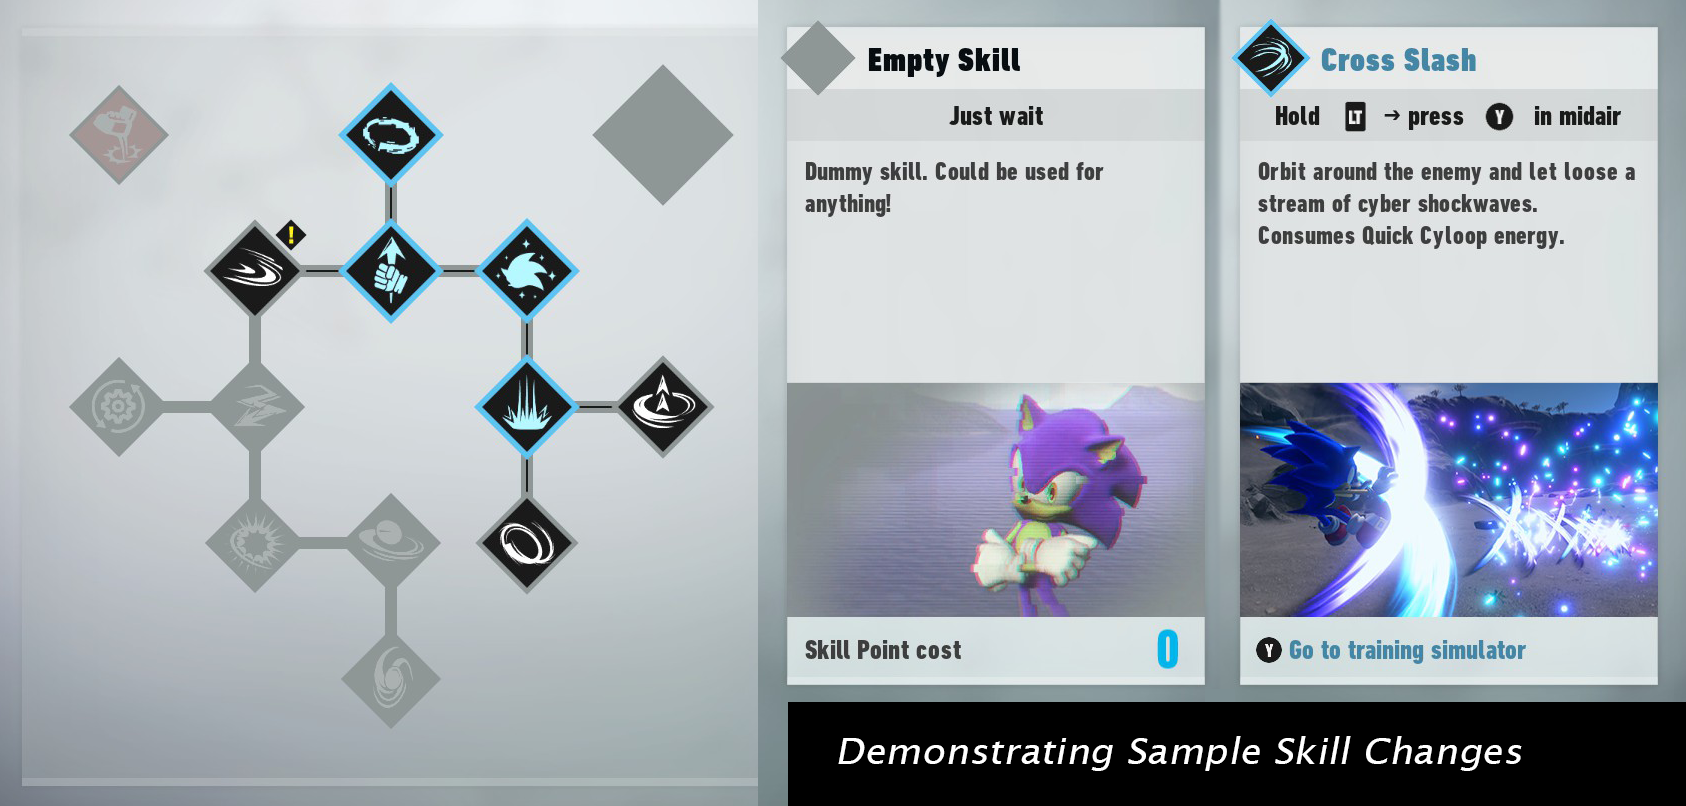 !
Empty Skill
Just wait
Dummy skill. Could be used for
anything!
Skill Point cost 0
Cross Slash
Hold LT → press Y in midair
Orbit around the enemy and let loose a
stream of cyber shockwaves.
Consumes Quick Cyloop energy.
Y Go to training simulator
Demonstrating Sample Skill Changes